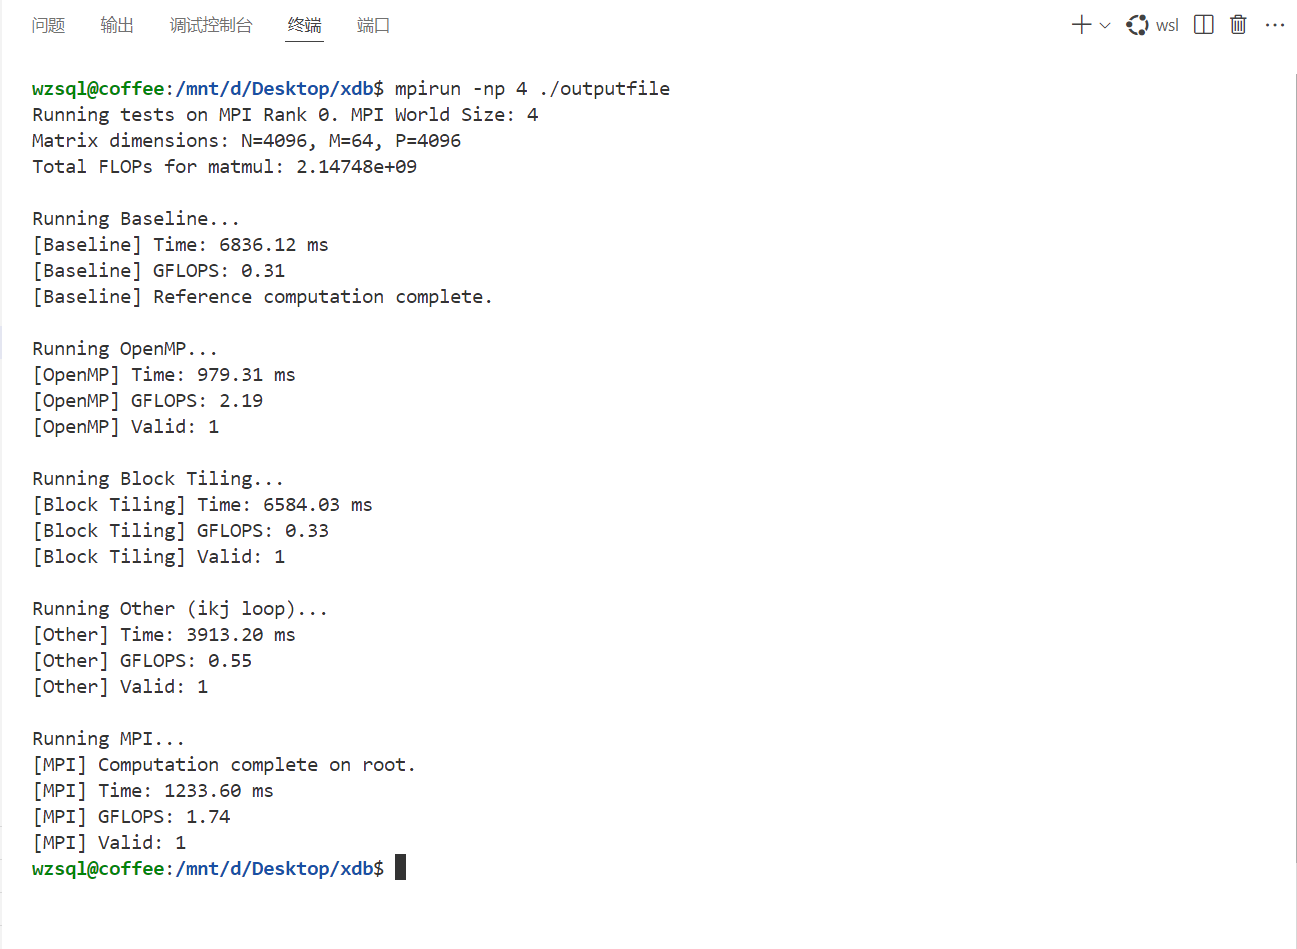 问题 输出 调试控制台 终端 端口 wsl
wzsql@coffee:/mnt/d/Desktop/xdb$ mpirun -np 4 ./outputfile
Running tests on MPI Rank 0. MPI World Size: 4
Matrix dimensions: N=4096, M=64, P=4096
Total FLOPs for matmul: 2.14748e+09
Running Baseline...
[Baseline] Time: 6836.12 ms
[Baseline] GFLOPS: 0.31
[Baseline] Reference computation complete.
Running OpenMP...
[OpenMP] Time: 979.31 ms
[OpenMP] GFLOPS: 2.19
[OpenMP] Valid: 1
Running Block Tiling...
[Block Tiling] Time: 6584.03 ms
[Block Tiling] GFLOPS: 0.33
[Block Tiling] Valid: 1
Running Other (ikj loop)...
[Other] Time: 3913.20 ms
[Other] GFLOPS: 0.55
[Other] Valid: 1
Running MPI...
[MPI] Computation complete on root.
[MPI] Time: 1233.60 ms
[MPI] GFLOPS: 1.74
[MPI] Valid: 1
wzsql@coffee:/mnt/d/Desktop/xdb$